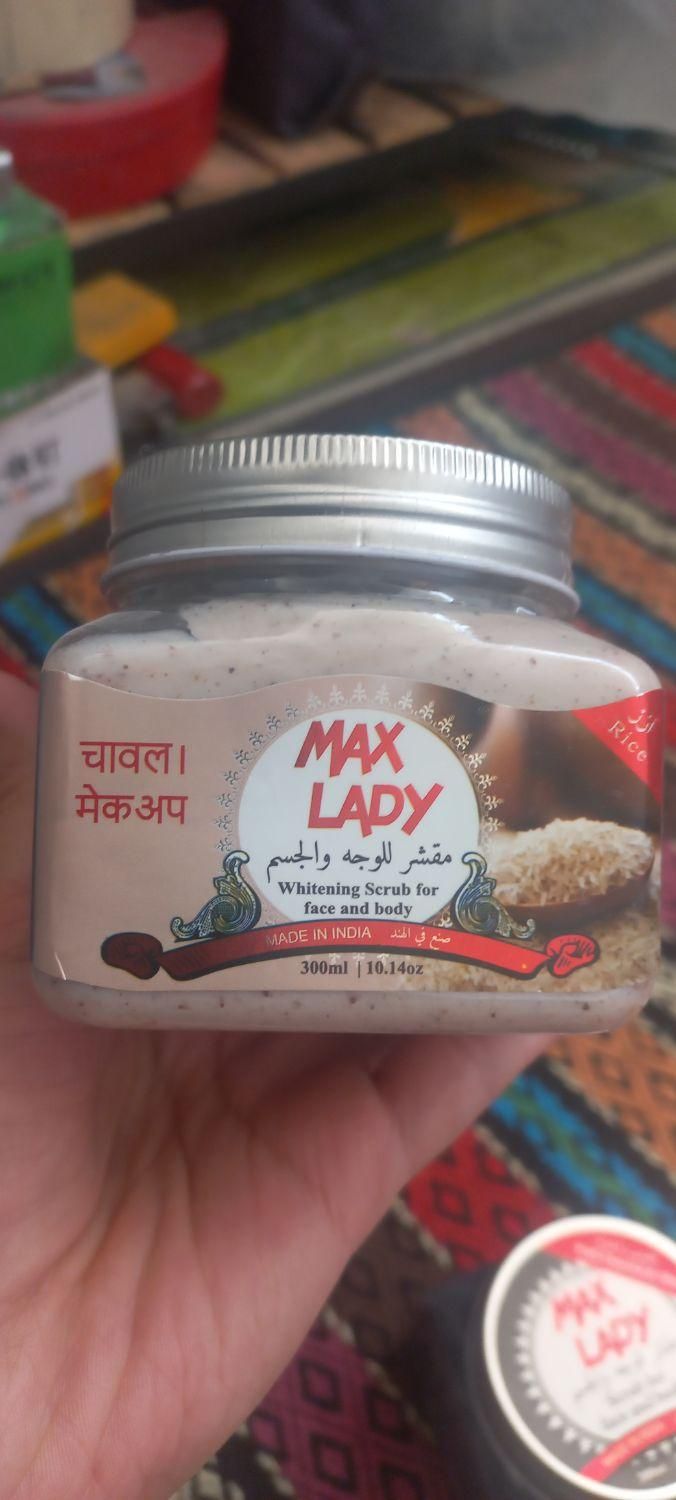 चावल।
मेकअप
MAX
LADY
مقشر للوجه والجسم
Whitening Scrub for
face and body
MADE IN INDIA صنع في الهند
300ml | 10.14oz
ارز
Rice
MAX
LADY